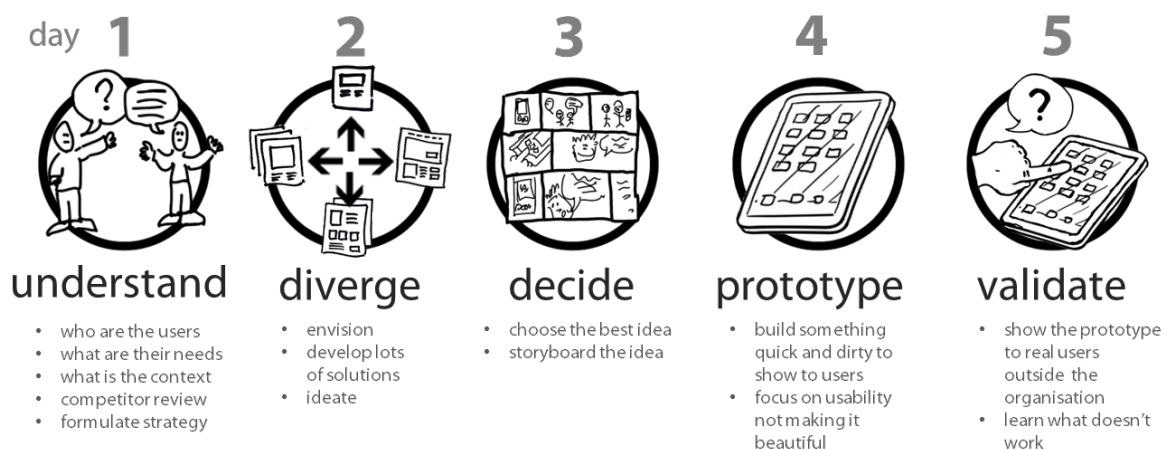 day 1 2 3 4 5
?
?
understand
• who are the users
• what are their needs
• what is the context
• competitor review
• formulate strategy
diverge
• envision
• develop lots
of solutions
• ideate
decide
• choose the best idea
• storyboard the idea
prototype
• build something
quick and dirty to
show to users
• focus on usability
not making it
beautiful
validate
• show the prototype
to real users
outside the
organisation
• learn what doesn't
work